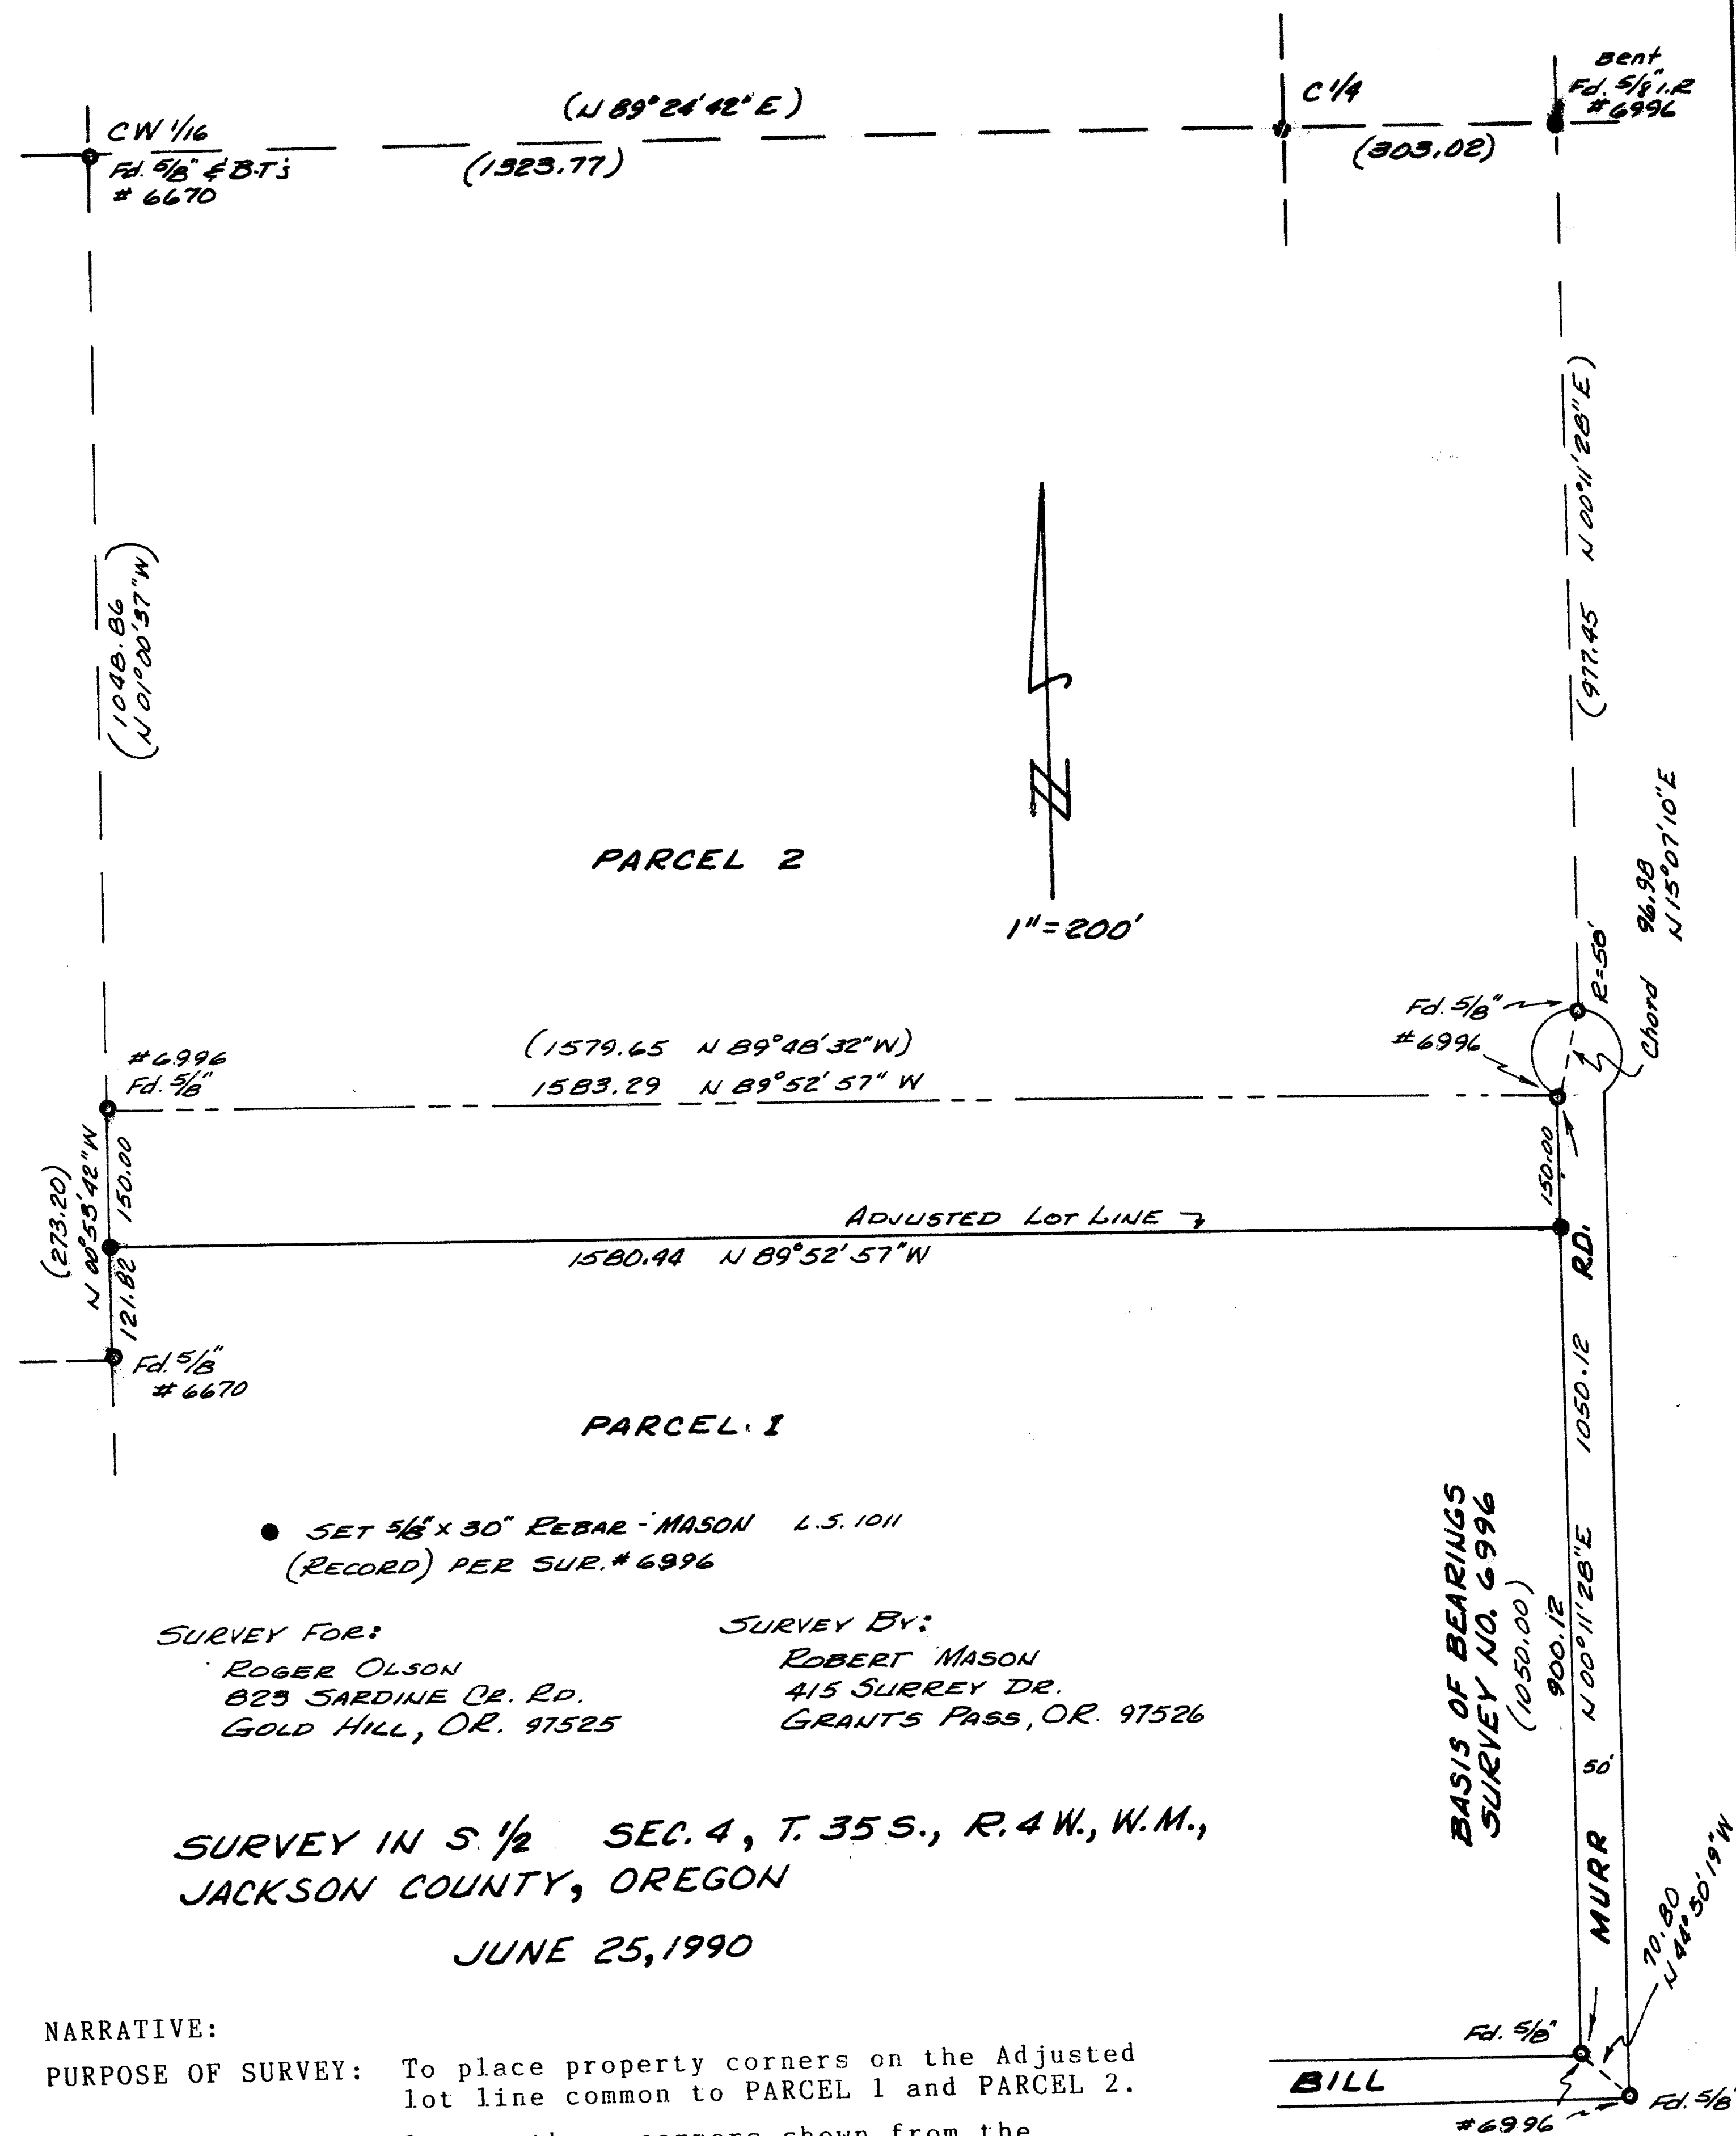 Bent
Fd. 5/8" I.R
#6996
C 1/4
(N 89° 24' 42" E)
CW 1/16
Fd. 5/8" & B.T's
# 6670
(1323.77)
(303.02)
(977.45 N 00°11'28"E)
(1048.86
N 01°00'37"W)
PARCEL 2
1"=200'
R=50'
Chord 96.98
N 15°07'10"E
Fd. 5/8"
#6996
(1579.65 N 89°48'32"W)
1583.29 N 89°52'57" W
#6996
Fd. 5/8"
(273.20)
N 00°53'42"W
150.00
121.82
150.00
ADJUSTED LOT LINE
1580.44 N 89°52'57"W
Fd. 5/8"
# 6670
RD.
PARCEL 1
1050.12
N 00°11'28"E
BASIS OF BEARINGS
SURVEY NO. 6996
(1050.00)
900.12
SET 5/8" x 30" REBAR - MASON L.S. 1011
(RECORD) PER SUR. # 6996
SURVEY FOR:
ROGER OLSON
823 SARDINE CR. RD.
GOLD HILL, OR. 97525
SURVEY BY:
ROBERT MASON
415 SURREY DR.
GRANTS PASS, OR. 97526
50'
MURR
SURVEY IN S 1/2 SEC. 4, T. 35 S., R. 4 W., W.M.,
JACKSON COUNTY, OREGON
JUNE 25, 1990
70.80
N 44°50'19"W
NARRATIVE:
PURPOSE OF SURVEY: To place property corners on the Adjusted
lot line common to PARCEL 1 and PARCEL 2.
corners shown from the
Fd. 5/8"
BILL
#6996
Fd. 5/8